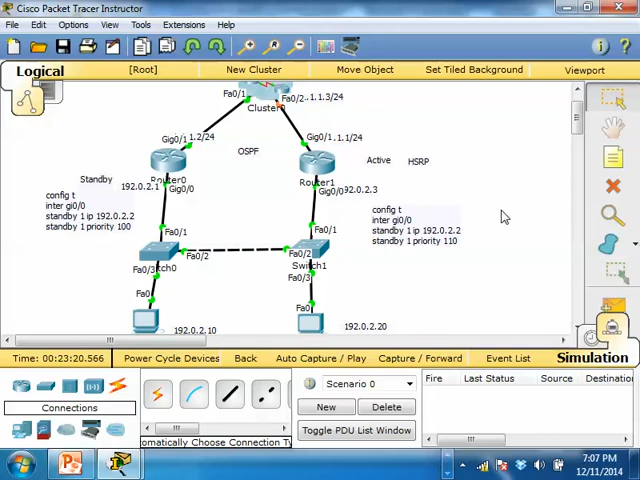 Cisco Packet Tracer Instructor
File Edit Options View Tools Extensions Help
Logical
[Root]
New Cluster
Move Object
Set Tiled Background
Viewport
Fa0/1
Fa0/2
.1.3/24
Gig0/1
1.2/24
OSPF
Gig0/1
.1.1/24
Active
HSRP
Standby
192.0.2.1
Gig0/0
Router1
Gig0/0
92.0.2.3
config t
inter gi0/0
standby 1 ip 192.0.2.2
standby 1 priority 100
config t
inter gi0/0
standby 1 ip 192.0.2.2
standby 1 priority 110
Fa0/1
Fa0/2
Fa0/1
Fa0/2
Switch1
Fa0/3
Fa0/3
Fa0
Fa0
192.0.2.10
192.0.2.20
Time: 00:23:20.566
Power Cycle Devices
Back
Auto Capture / Play
Capture / Forward
Event List
Simulation
Connections
Automatically Choose Connection Ty
Scenario 0
New
Delete
Toggle PDU List Window
Fire
Last Status
Source
Destination
7:07 PM
12/11/2014